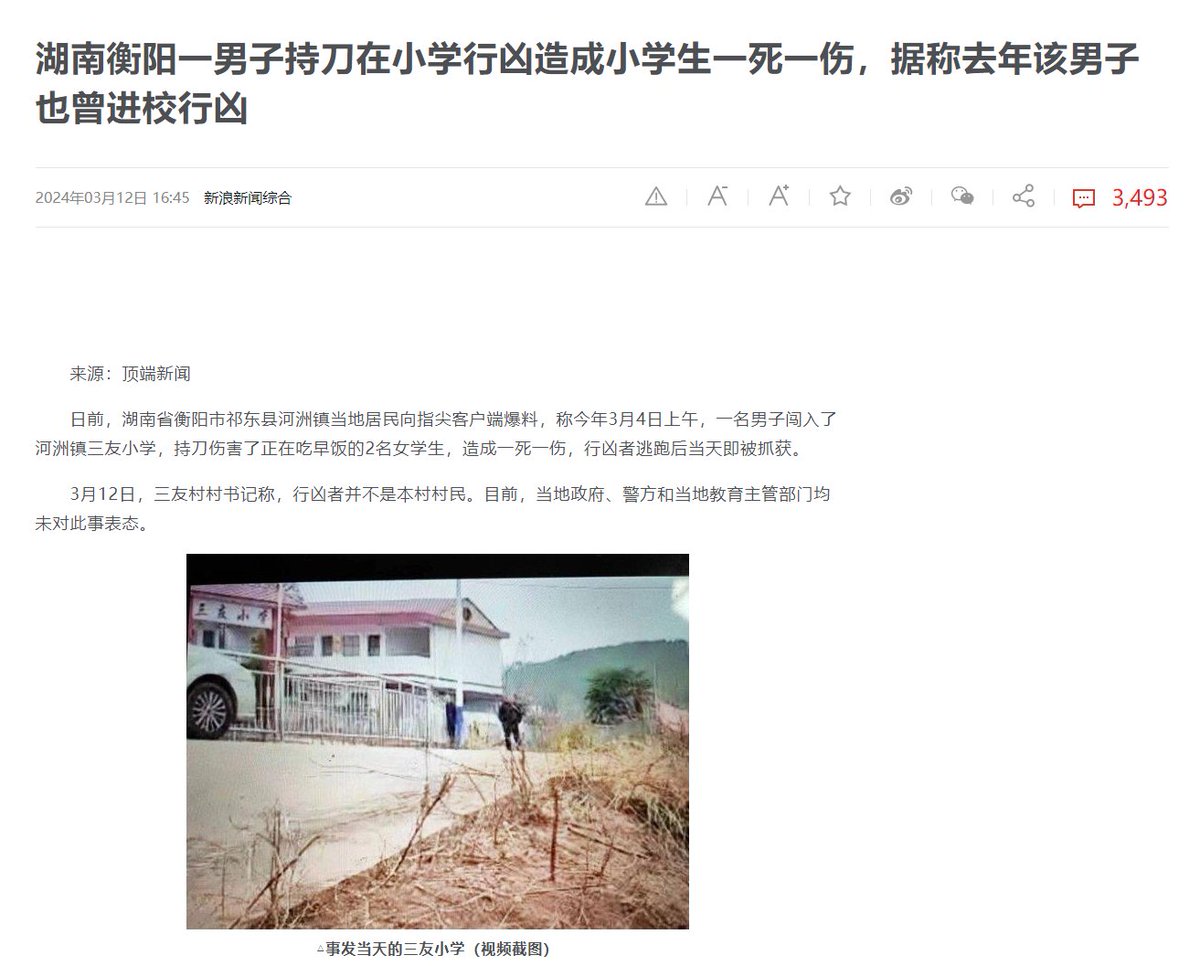 湖南衡阳一男子持刀在小学行凶造成小学生一死一伤，据称去年该男子
也曾进校行凶
2024年03月12日 16:45 新浪新闻综合
A- A+ 3,493
来源：顶端新闻
日前，湖南省衡阳市祁东县河洲镇当地居民向指尖客户端爆料，称今年3月4日上午，一名男子闯入了
河洲镇三友小学，持刀伤害了正在吃早饭的2名女学生，造成一死一伤，行凶者逃跑后当天即被抓获。
3月12日，三友村村书记称，行凶者并不是本村村民。目前，当地政府、警方和当地教育主管部门均
未对此事表态。
三友小学
△事发当天的三友小学（视频截图）